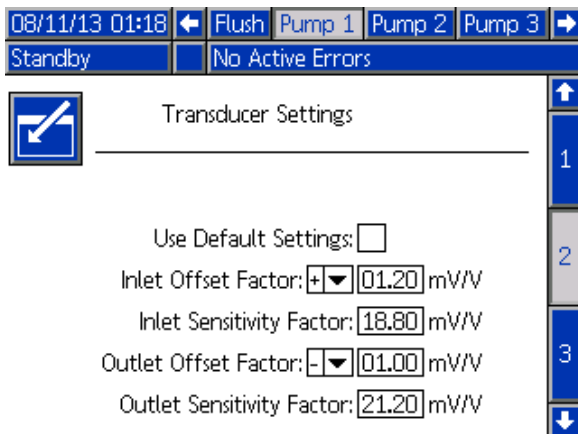 08/11/13 01:18 Flush Pump 1 Pump 2 Pump 3
Standby No Active Errors
Transducer Settings
1
Use Default Settings:
2
Inlet Offset Factor: + 01.20 mV/V
Inlet Sensitivity Factor: 18.80 mV/V
3
Outlet Offset Factor: - 01.00 mV/V
Outlet Sensitivity Factor: 21.20 mV/V